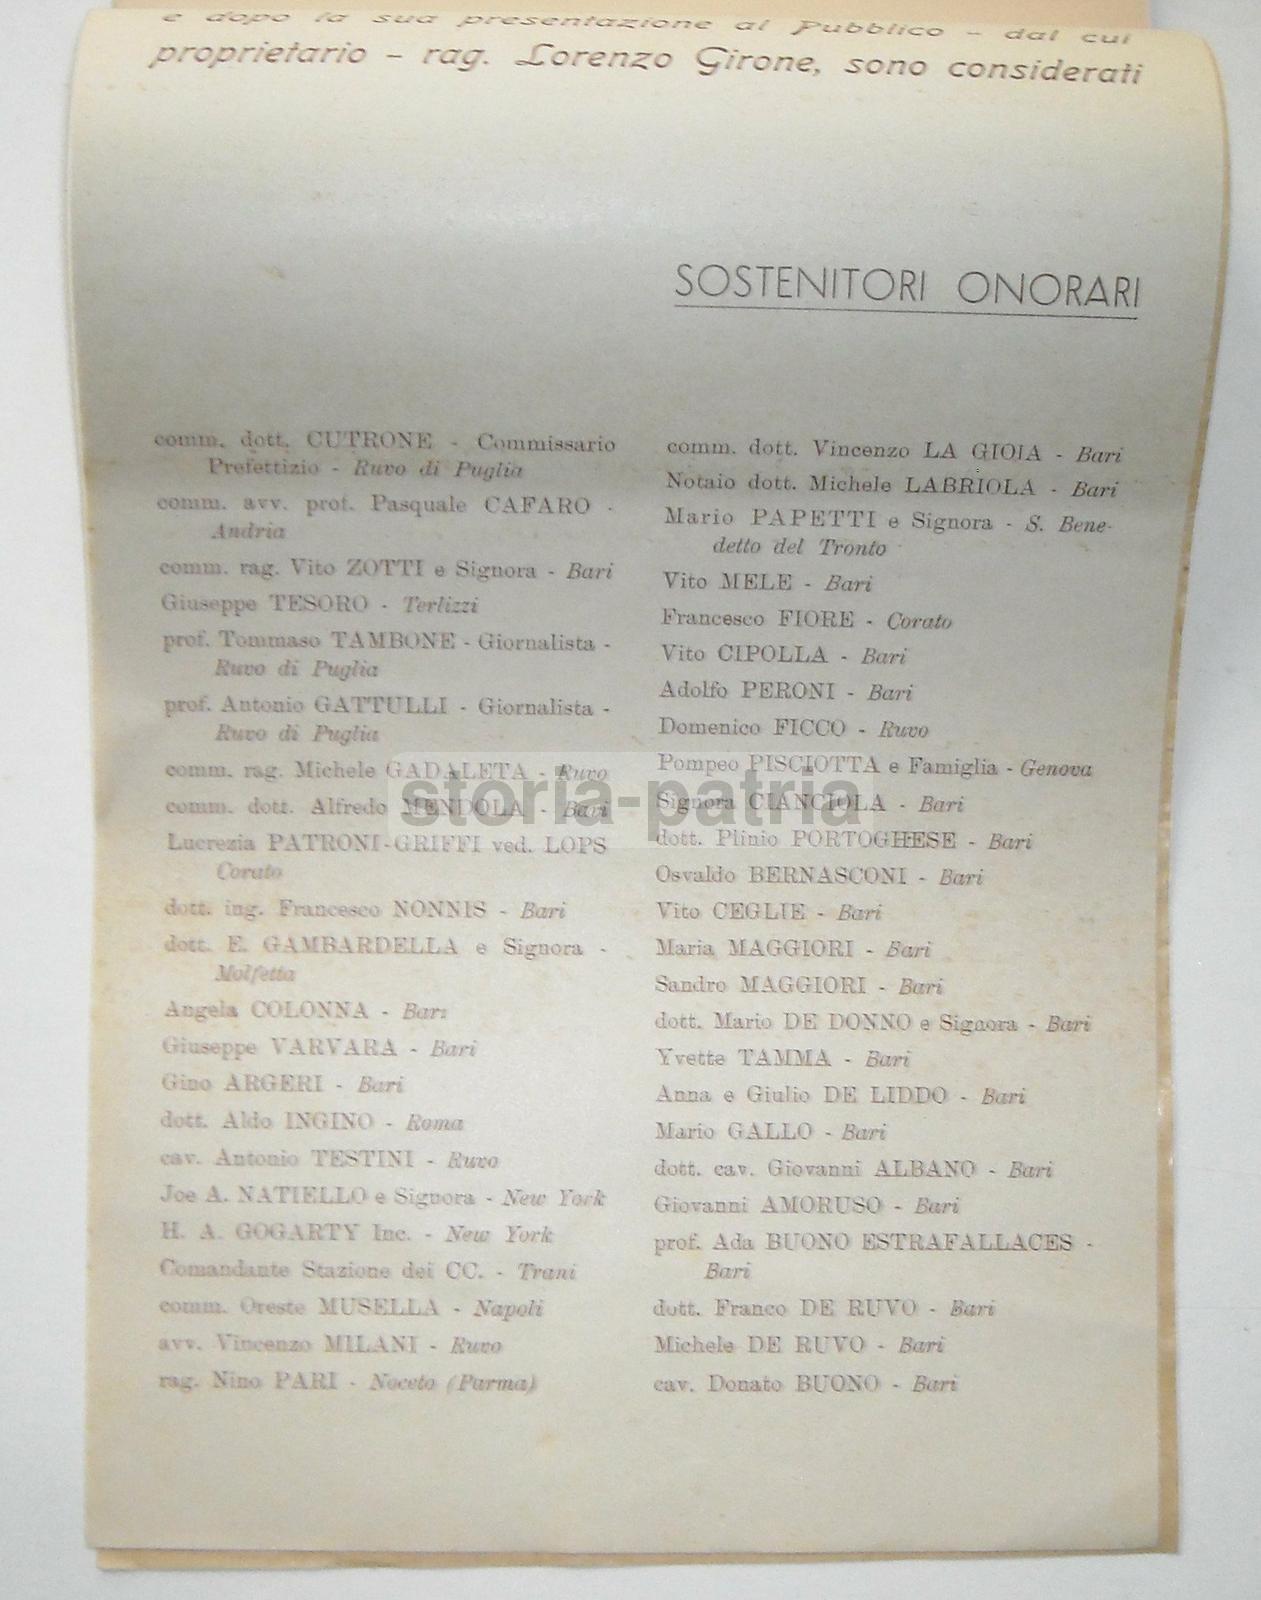 e dopo la sua presentazione al Pubblico - dal cui
proprietario - rag. Lorenzo Girone, sono considerati
SOSTENITORI ONORARI
comm. dott. CUTRONE - Commissario
Prefettizio - Ruvo di Puglia
comm. avv. prof. Pasquale CAFARO -
Andria
comm. rag. Vito ZOTTI e Signora - Bari
Giuseppe TESORO - Terlizzi
prof. Tommaso TAMBONE - Giornalista -
Ruvo di Puglia
prof. Antonio GATTULLI - Giornalista -
Ruvo di Puglia
comm. rag. Michele GADALETA - Ruvo
comm. dott. Alfredo MENDOLA - Bari
Lucrezia PATRONI-GRIFFI ved. LOPS
Corato
dott. ing. Francesco NONNIS - Bari
dott. E. GAMBARDELLA e Signora -
Molfetta
Angela COLONNA - Bari
Giuseppe VARVARA - Bari
Gino ARGERI - Bari
dott. Aldo INGINO - Roma
cav. Antonio TESTINI - Ruvo
Joe A. NATIELLO e Signora - New York
H. A. GOGARTY Inc. - New York
Comandante Stazione dei CC. - Trani
comm. Oreste MUSELLA - Napoli
avv. Vincenzo MILANI - Ruvo
rag. Nino PARI - Noceto (Parma)
comm. dott. Vincenzo LA GIOIA - Bari
Notaio dott. Michele LABRIOLA - Bari
Mario PAPETTI e Signora - S. Bene-
detto del Tronto
Vito MELE - Bari
Francesco FIORE - Corato
Vito CIPOLLA - Bari
Adolfo PERONI - Bari
Domenico FICCO - Ruvo
Pompeo PISCIOTTA e Famiglia - Genova
Signora CIANCIOLA - Bari
dott. Plinio PORTOGHESE - Bari
Osvaldo BERNASCONI - Bari
Vito CEGLIE - Bari
Maria MAGGIORI - Bari
Sandro MAGGIORI - Bari
dott. Mario DE DONNO e Signora - Bari
Yvette TAMMA - Bari
Anna e Giulio DE LIDDO - Bari
Mario GALLO - Bari
dott. cav. Giovanni ALBANO - Bari
Giovanni AMORUSO - Bari
prof. Ada BUONO ESTRAFALLACES -
Bari
dott. Franco DE RUVO - Bari
Michele DE RUVO - Bari
cav. Donato BUONO - Bari
storia-patria